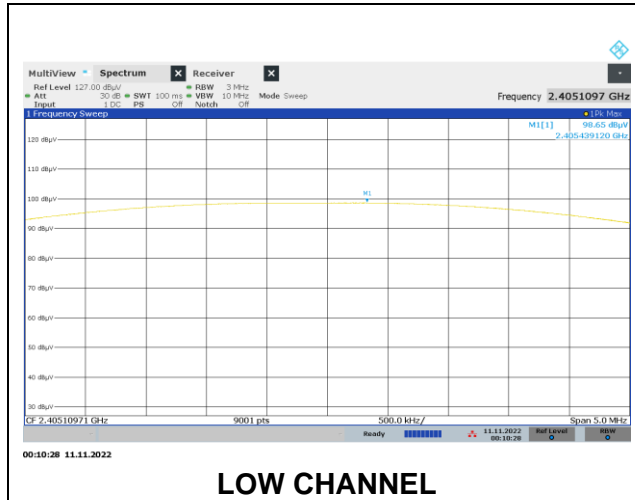 MultiView Spectrum Receiver
Ref Level 127.00 dBµV RBW 3 MHz
Att 30 dB SWT 100 ms VBW 10 MHz Mode Sweep
Input 1 DC PS Off Notch Off
Frequency 2.4051097 GHz
1 Frequency Sweep 1Pk Max
M1[1] 98.65 dBµV
2.405439120 GHz
120 dBµV
110 dBµV
M1
100 dBµV
90 dBµV
80 dBµV
70 dBµV
60 dBµV
50 dBµV
40 dBµV
30 dBµV
CF 2.40510971 GHz 9001 pts 500.0 kHz/ Span 5.0 MHz
Ready 11.11.2022 00:10:28 Ref Level RBW
00:10:28 11.11.2022
LOW CHANNEL